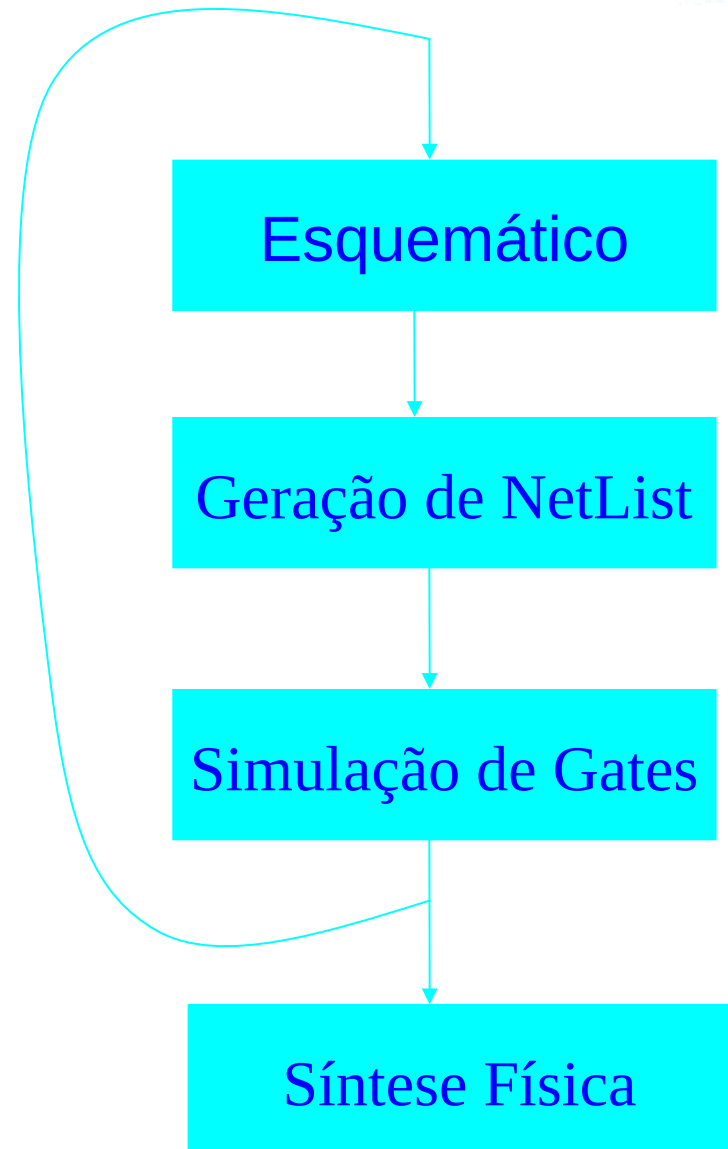 Esquemático
Geração de NetList
Simulação de Gates
Síntese Física